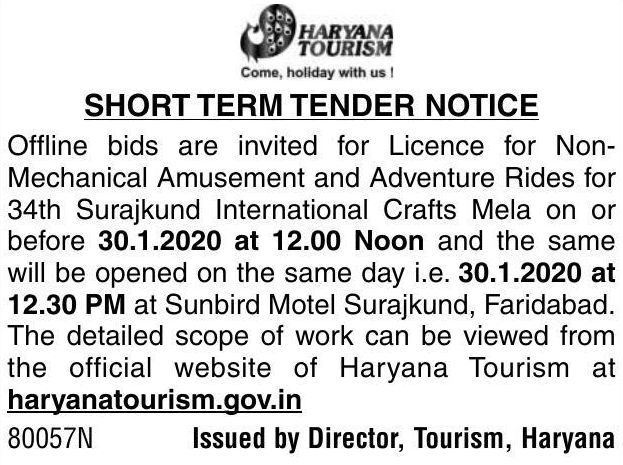 HARYANA
TOURISM
Come, holiday with us !
SHORT TERM TENDER NOTICE
Offline bids are invited for Licence for Non-
Mechanical Amusement and Adventure Rides for
34th Surajkund International Crafts Mela on or
before 30.1.2020 at 12.00 Noon and the same
will be opened on the same day i.e. 30.1.2020 at
12.30 PM at Sunbird Motel Surajkund, Faridabad.
The detailed scope of work can be viewed from
the official website of Haryana Tourism at
haryanatourism.gov.in
80057N Issued by Director, Tourism, Haryana